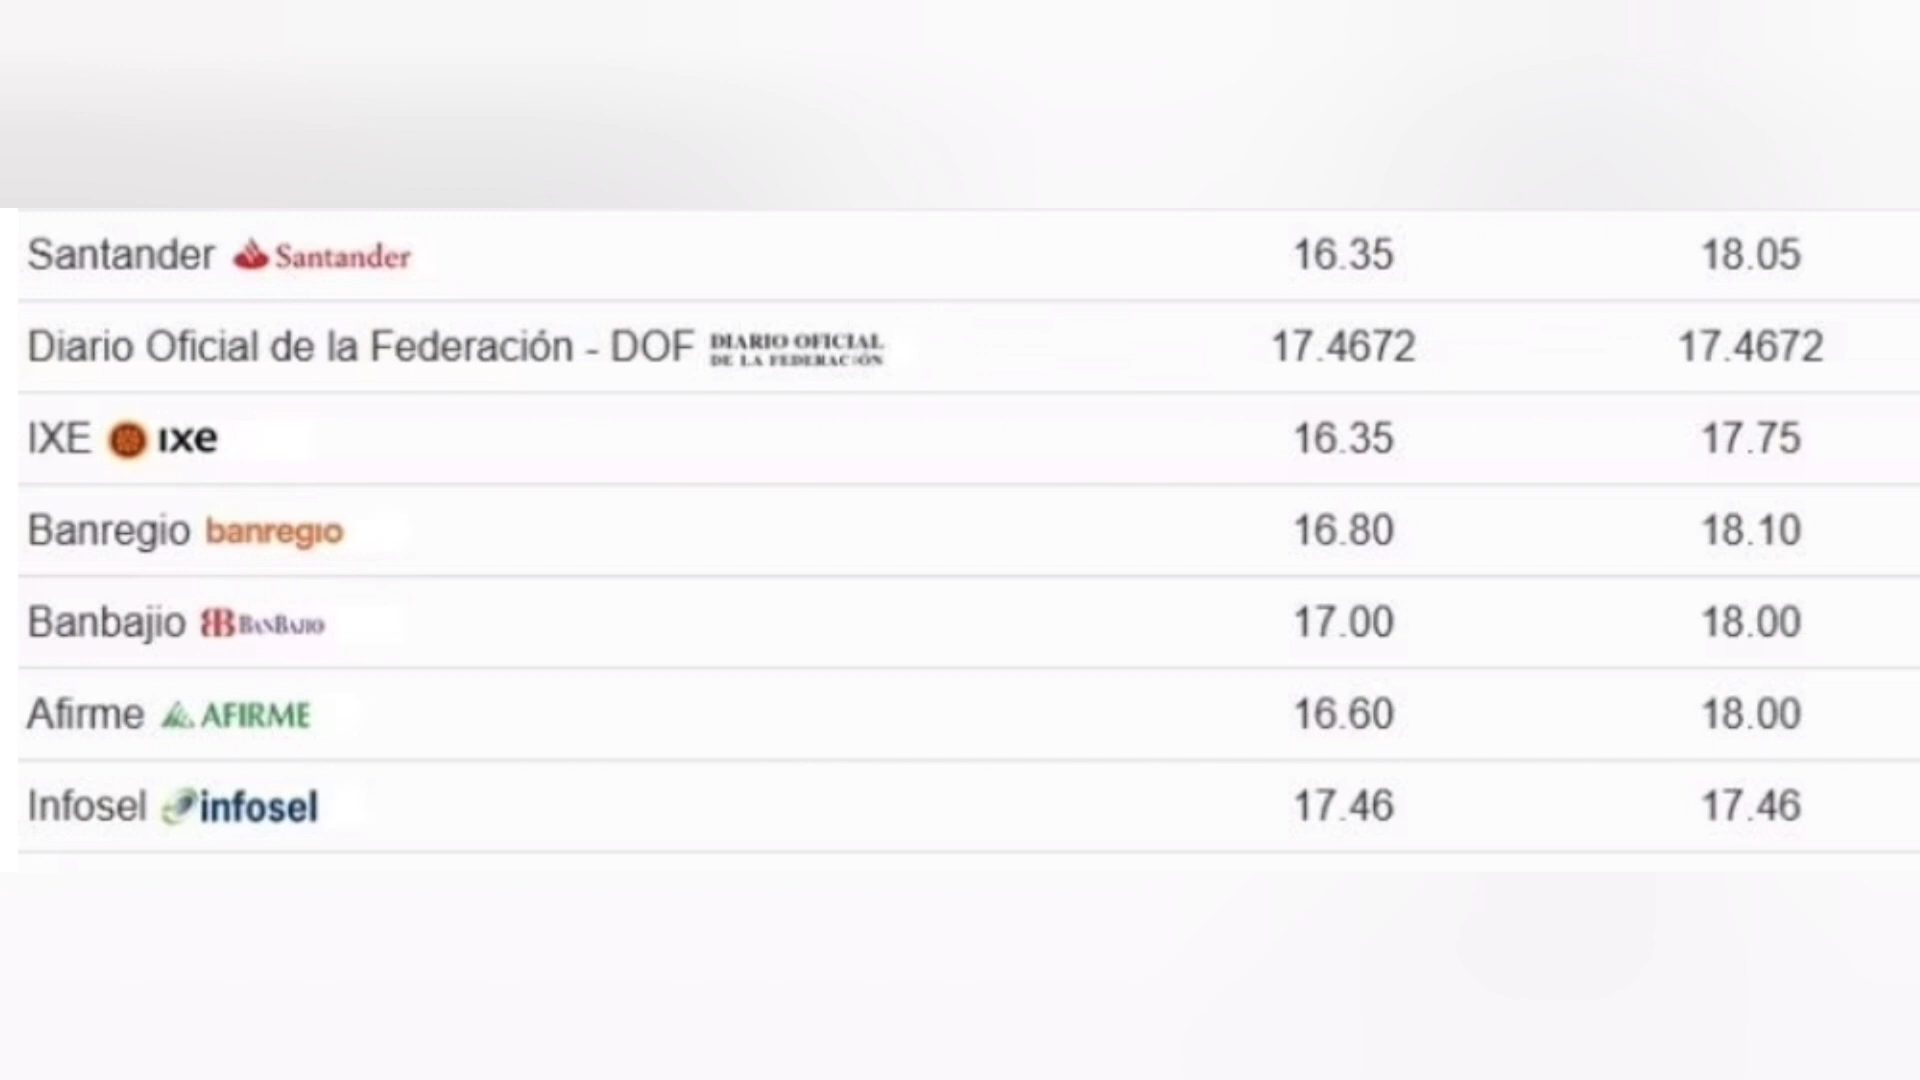 Santander Santander 16.35 18.05
Diario Oficial de la Federación - DOF DIARIO OFICIAL DE LA FEDERACIÓN 17.4672 17.4672
IXE ixe 16.35 17.75
Banregio banregio 16.80 18.10
Banbajio BB BANBAJIO 17.00 18.00
Afirme AFIRME 16.60 18.00
Infosel infosel 17.46 17.46